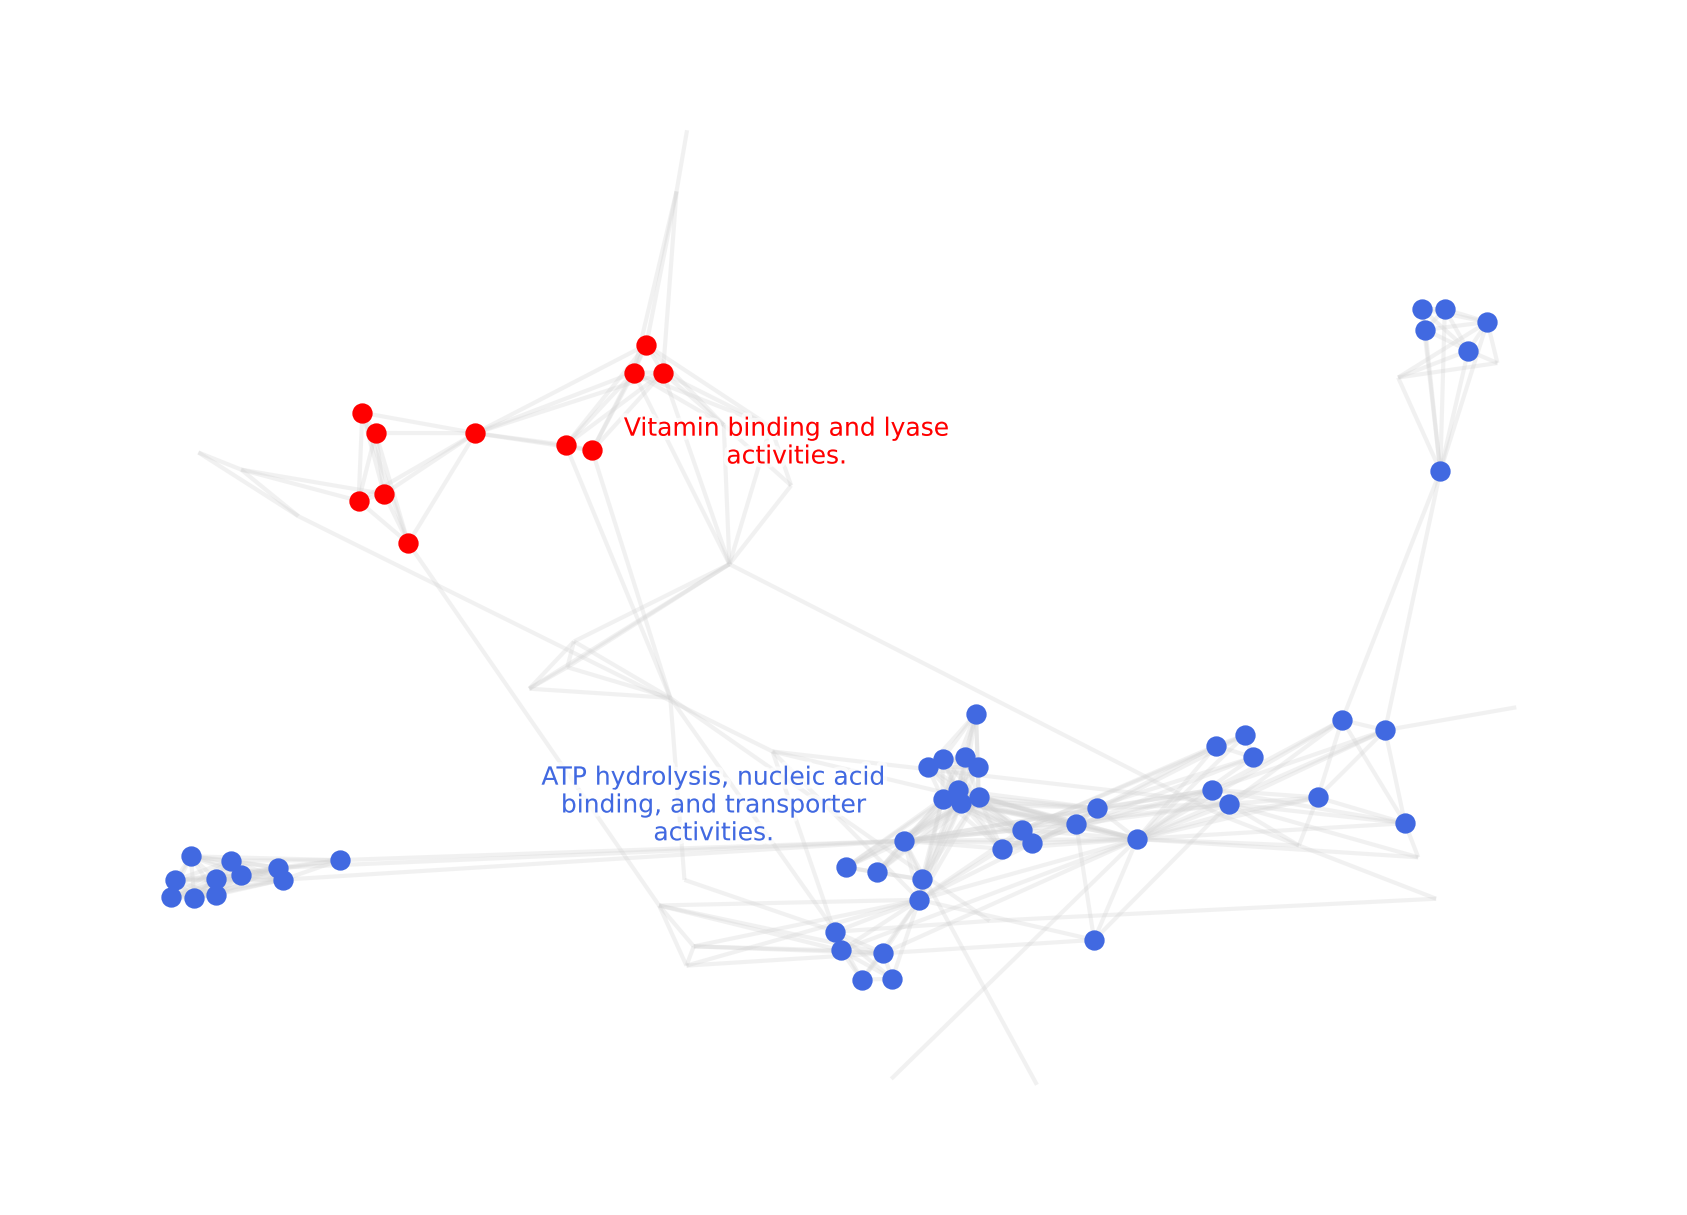 Vitamin binding and lyase
activities.
ATP hydrolysis, nucleic acid
binding, and transporter
activities.